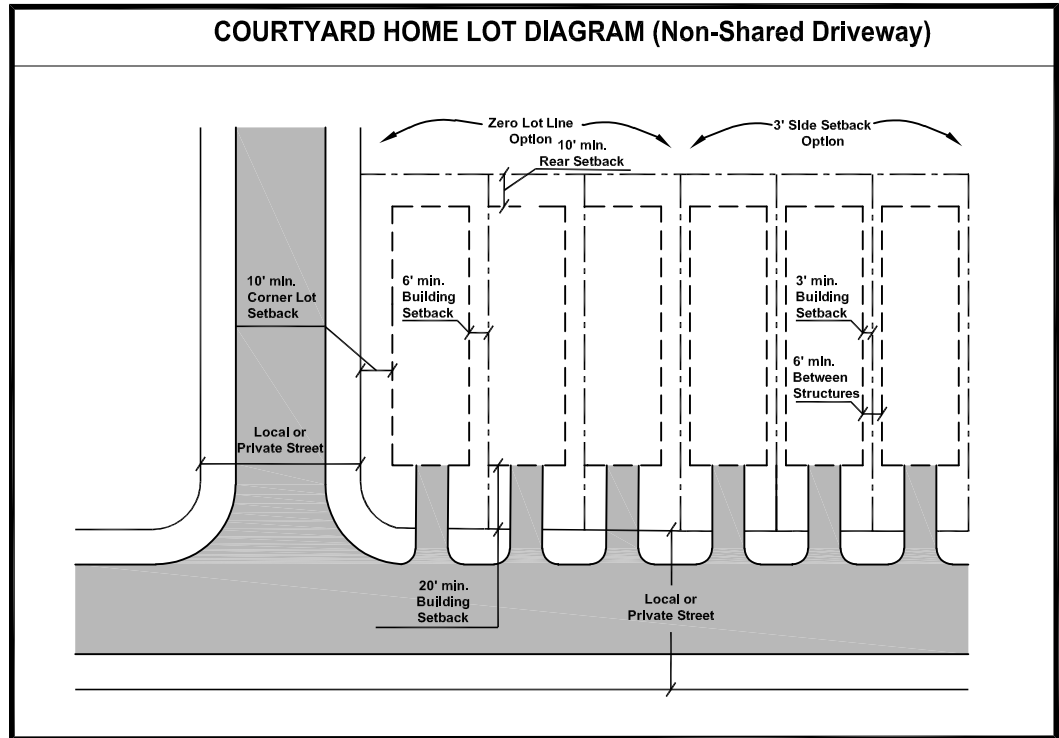 COURTYARD HOME LOT DIAGRAM (Non-Shared Driveway)
Zero Lot Line
Option
10' min.
Rear Setback
3' Side Setback
Option
10' min.
Corner Lot
Setback
6' min.
Building
Setback
3' min.
Building
Setback
6' min.
Between
Structures
Local or
Private Street
20' min.
Building
Setback
Local or
Private Street